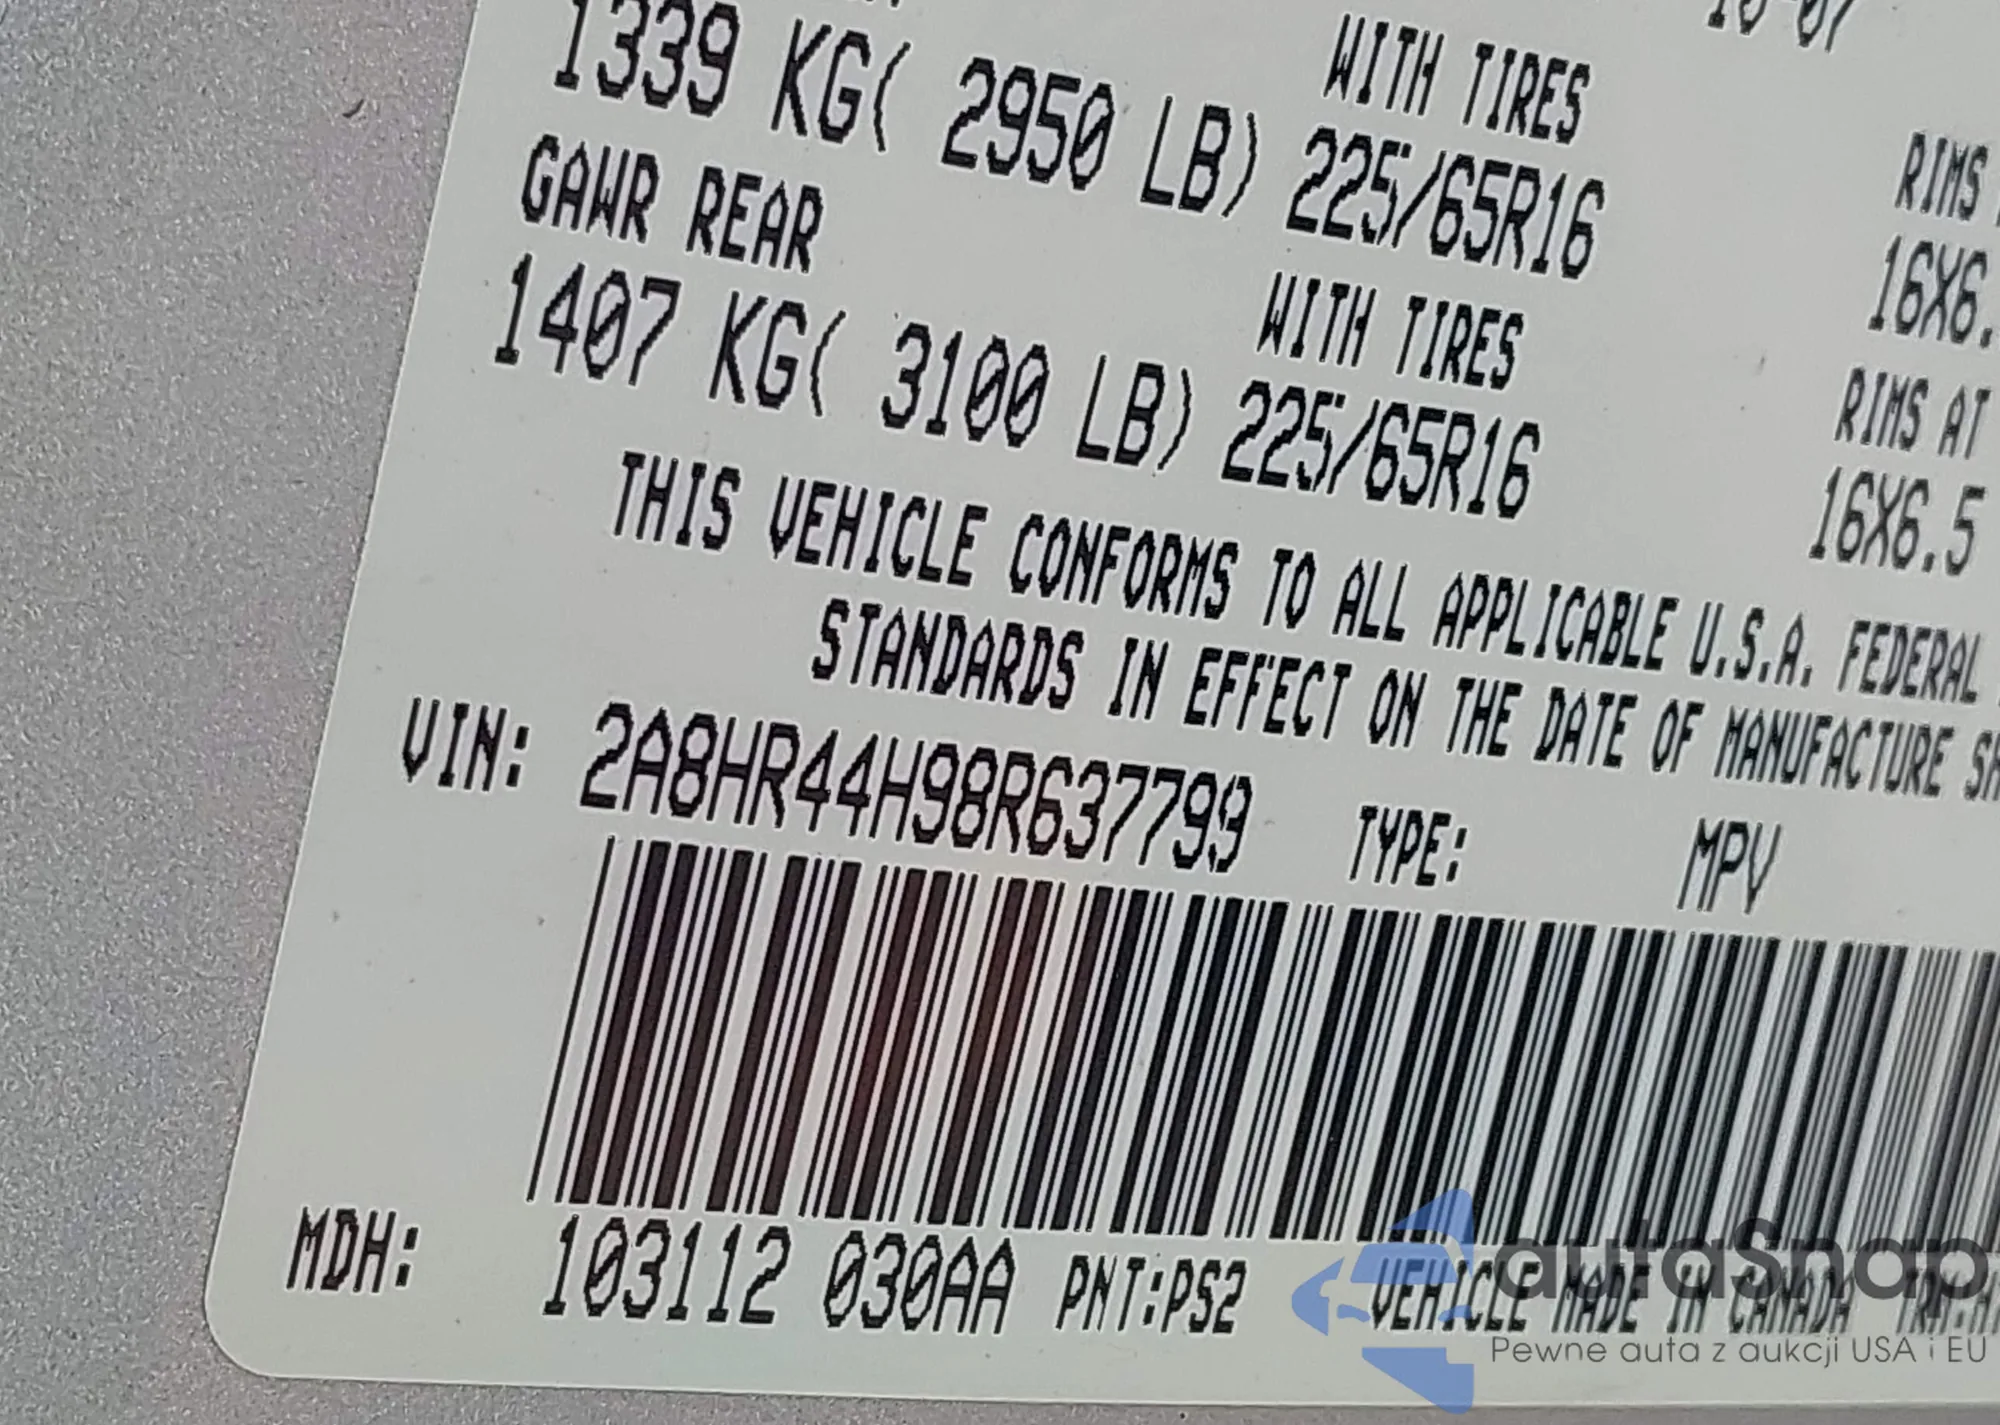 10-07
1339 KG( 2950 LB)
WITH TIRES
225/65R16
RIMS
16X6.
GAWR REAR
1407 KG( 3100 LB)
WITH TIRES
225/65R16
RIMS AT
16X6.5
THIS VEHICLE CONFORMS TO ALL APPLICABLE U.S.A. FEDERAL
STANDARDS IN EFFECT ON THE DATE OF MANUFACTURE
VIN: 2A8HR44H98R637799 TYPE: MPV
MDH: 103112 030AA PNT:PS2 VEHICLE MADE IN CANADA
autaSnap
Pewne auta z aukcji USA i EU